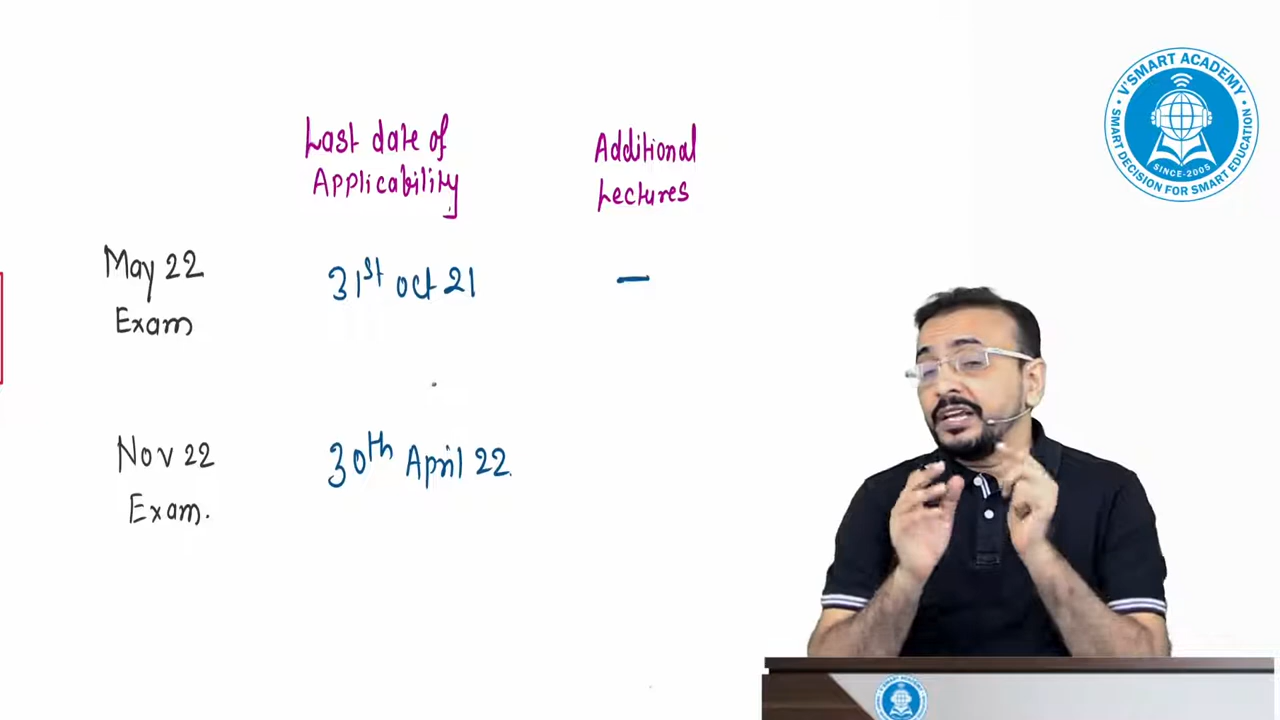 Last date of
Applicability
Additional
Lectures
May 22
Exam
31st Oct 21
—
Nov 22
Exam.
30th April 22.
V'SMART ACADEMY
SINCE-2005
SMART DECISION FOR SMART EDUCATION